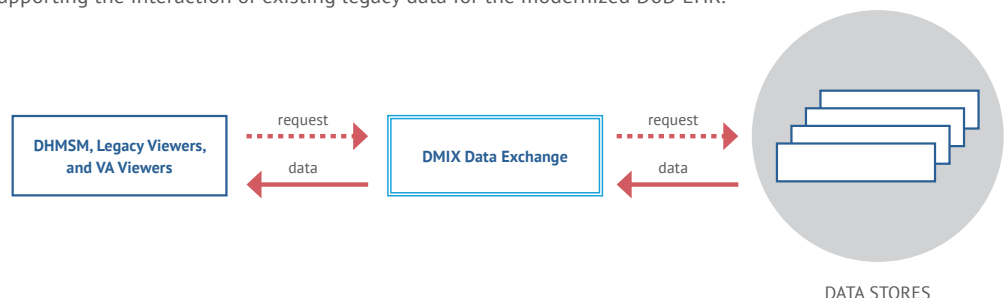 supporting the interaction of existing legacy data for the modernized DoD EHR.
request
request
DHMSM, Legacy Viewers,
and VA Viewers
DMIX Data Exchange
data
data
DATA STORES